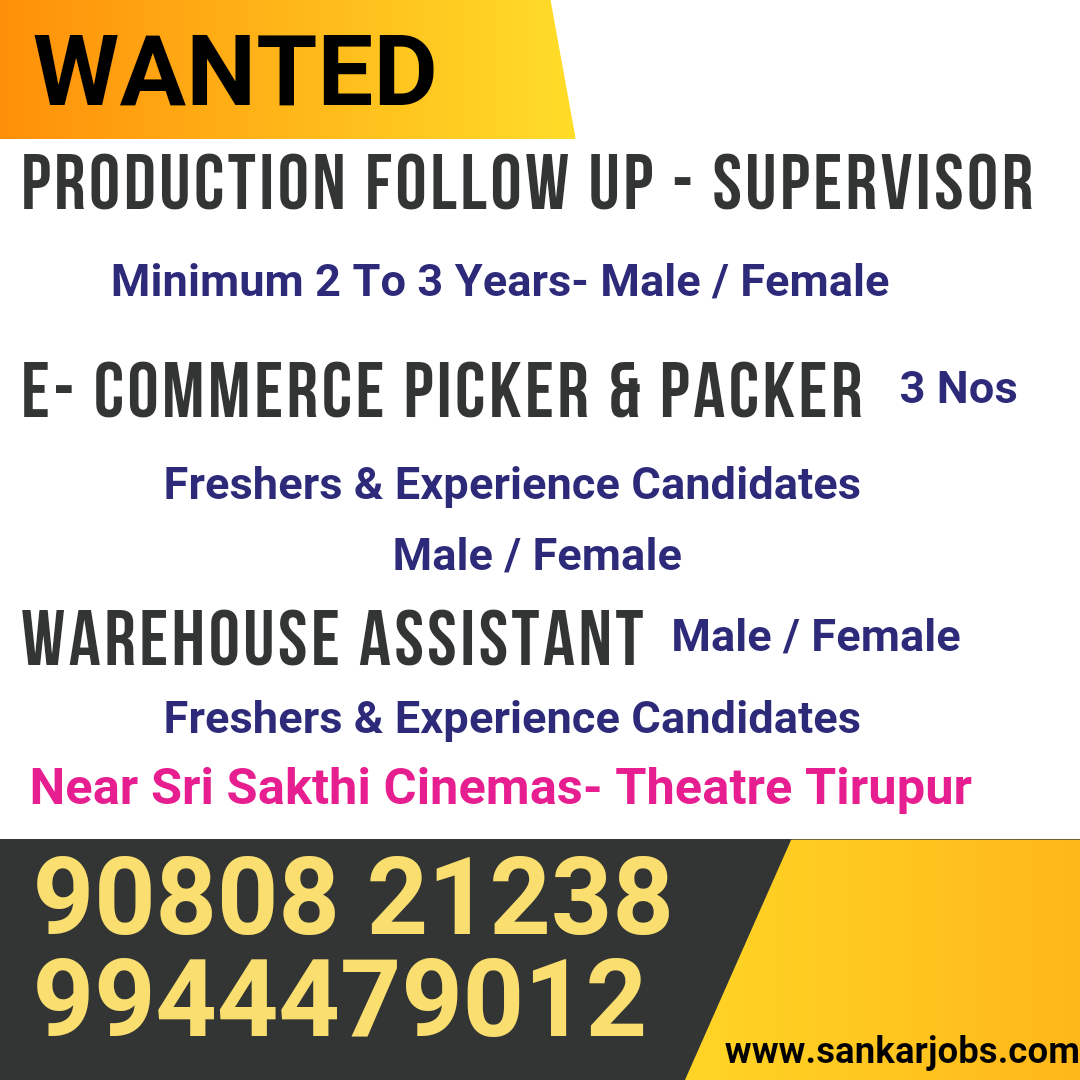 WANTED
PRODUCTION FOLLOW UP - SUPERVISOR
Minimum 2 To 3 Years- Male / Female
E- COMMERCE PICKER & PACKER 3 Nos
Freshers & Experience Candidates
Male / Female
WAREHOUSE ASSISTANT Male / Female
Freshers & Experience Candidates
Near Sri Sakthi Cinemas- Theatre Tirupur
90808 21238
9944479012
www.sankarjobs.com